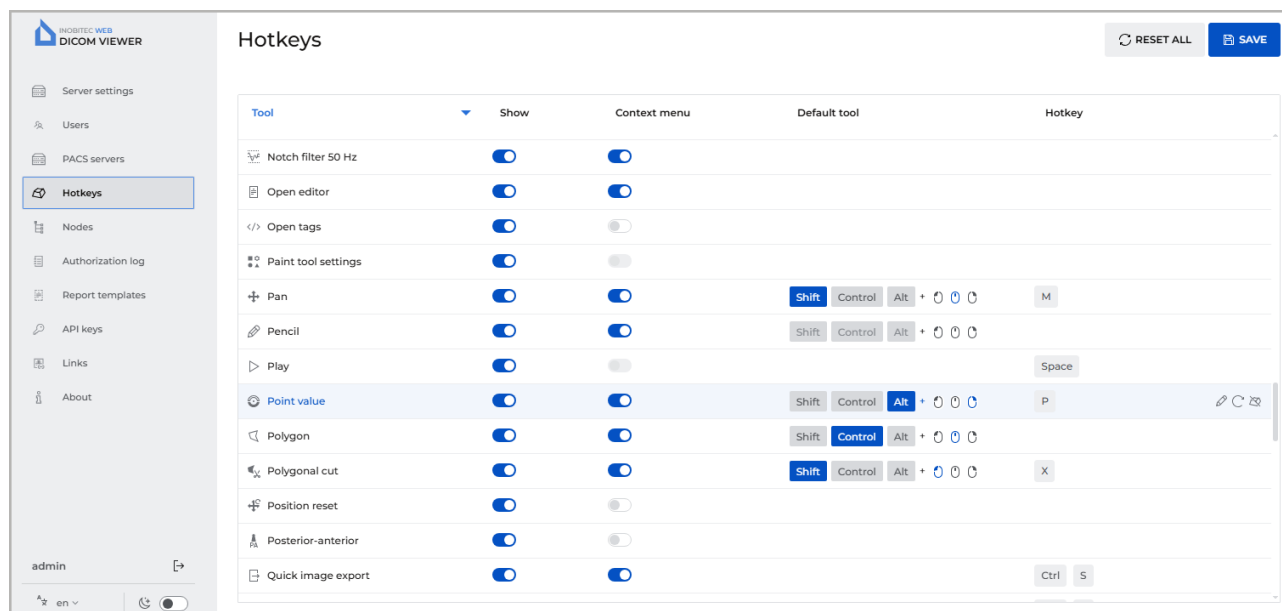 INOBITEC WEB
DICOM VIEWER
Hotkeys
RESET ALL
SAVE
Server settings
Users
PACS servers
Hotkeys
Nodes
Authorization log
Report templates
API keys
Links
About
admin
en
Tool Show Context menu Default tool Hotkey
Notch filter 50 Hz
Open editor
</> Open tags
Paint tool settings
Pan Shift Control Alt + M
Pencil Shift Control Alt +
Play Space
Point value Shift Control Alt + P
Polygon Shift Control Alt +
Polygonal cut Shift Control Alt + X
Position reset
PA Posterior-anterior
Quick image export Ctrl S